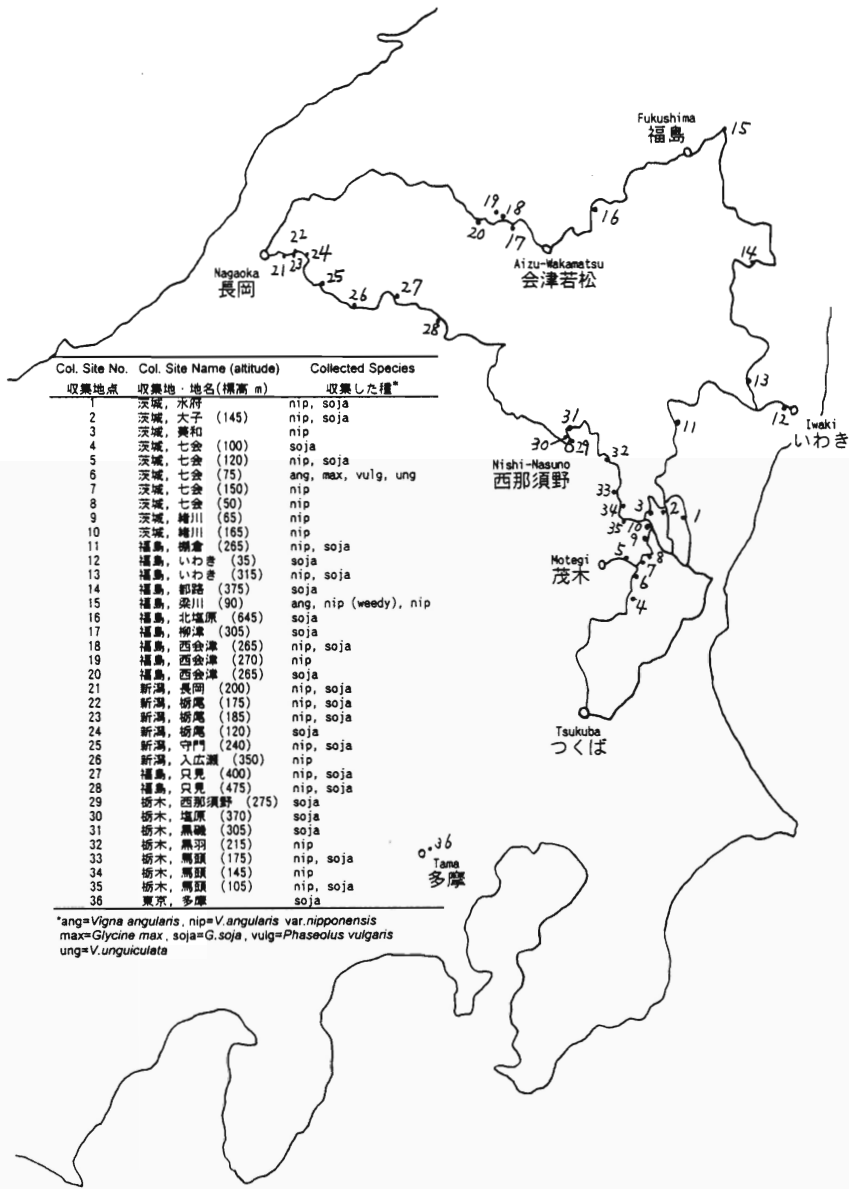 Fukushima
福島
15
16
19
18
20
17
Aizu-Wakamatsu
会津若松
14
22
21
23
24
Nagaoka
長岡
25
26
27
28
13
12
Iwaki
いわき
11
31
30
29
Nishi-Nasuno
西那須野
32
33
34
35
3
2
1
10
9
8
5
7
6
4
Motegi
茂木
Tsukuba
つくば
36
Tama
多摩
Col. Site No. Col. Site Name (altitude) Collected Species
収集地点 収集地・地名(標高 m) 収集した種*
1 茨城, 水府 nip, soja
2 茨城, 大子 (145) nip, soja
3 茨城, 美和 nip
4 茨城, 七会 (100) soja
5 茨城, 七会 (120) nip, soja
6 茨城, 七会 (75) ang, max, vulg, ung
7 茨城, 七会 (150) nip
8 茨城, 七会 (50) nip
9 茨城, 緒川 (65) nip
10 茨城, 緒川 (165) nip
11 福島, 棚倉 (265) nip, soja
12 福島, いわき (35) soja
13 福島, いわき (315) nip, soja
14 福島, 都路 (375) soja
15 福島, 梁川 (90) ang, nip (weedy), nip
16 福島, 北塩原 (645) soja
17 福島, 柳津 (305) soja
18 福島, 西会津 (265) nip, soja
19 福島, 西会津 (270) nip
20 福島, 西会津 (265) soja
21 新潟, 長岡 (200) nip, soja
22 新潟, 栃尾 (175) nip, soja
23 新潟, 栃尾 (185) nip, soja
24 新潟, 栃尾 (120) soja
25 新潟, 守門 (240) nip, soja
26 新潟, 入広瀬 (350) nip
27 福島, 只見 (400) nip, soja
28 福島, 只見 (475) nip, soja
29 栃木, 西那須野 (275) soja
30 栃木, 塩原 (370) soja
31 栃木, 黒磯 (305) soja
32 栃木, 黒羽 (215) nip
33 栃木, 馬頭 (175) nip, soja
34 栃木, 馬頭 (145) nip
35 栃木, 馬頭 (105) nip, soja
36 東京, 多摩 soja
*ang=Vigna angularis, nip=V.angularis var.nipponensis
max=Glycine max, soja=G.soja, vulg=Phaseolus vulgaris
ung=V.unguiculata